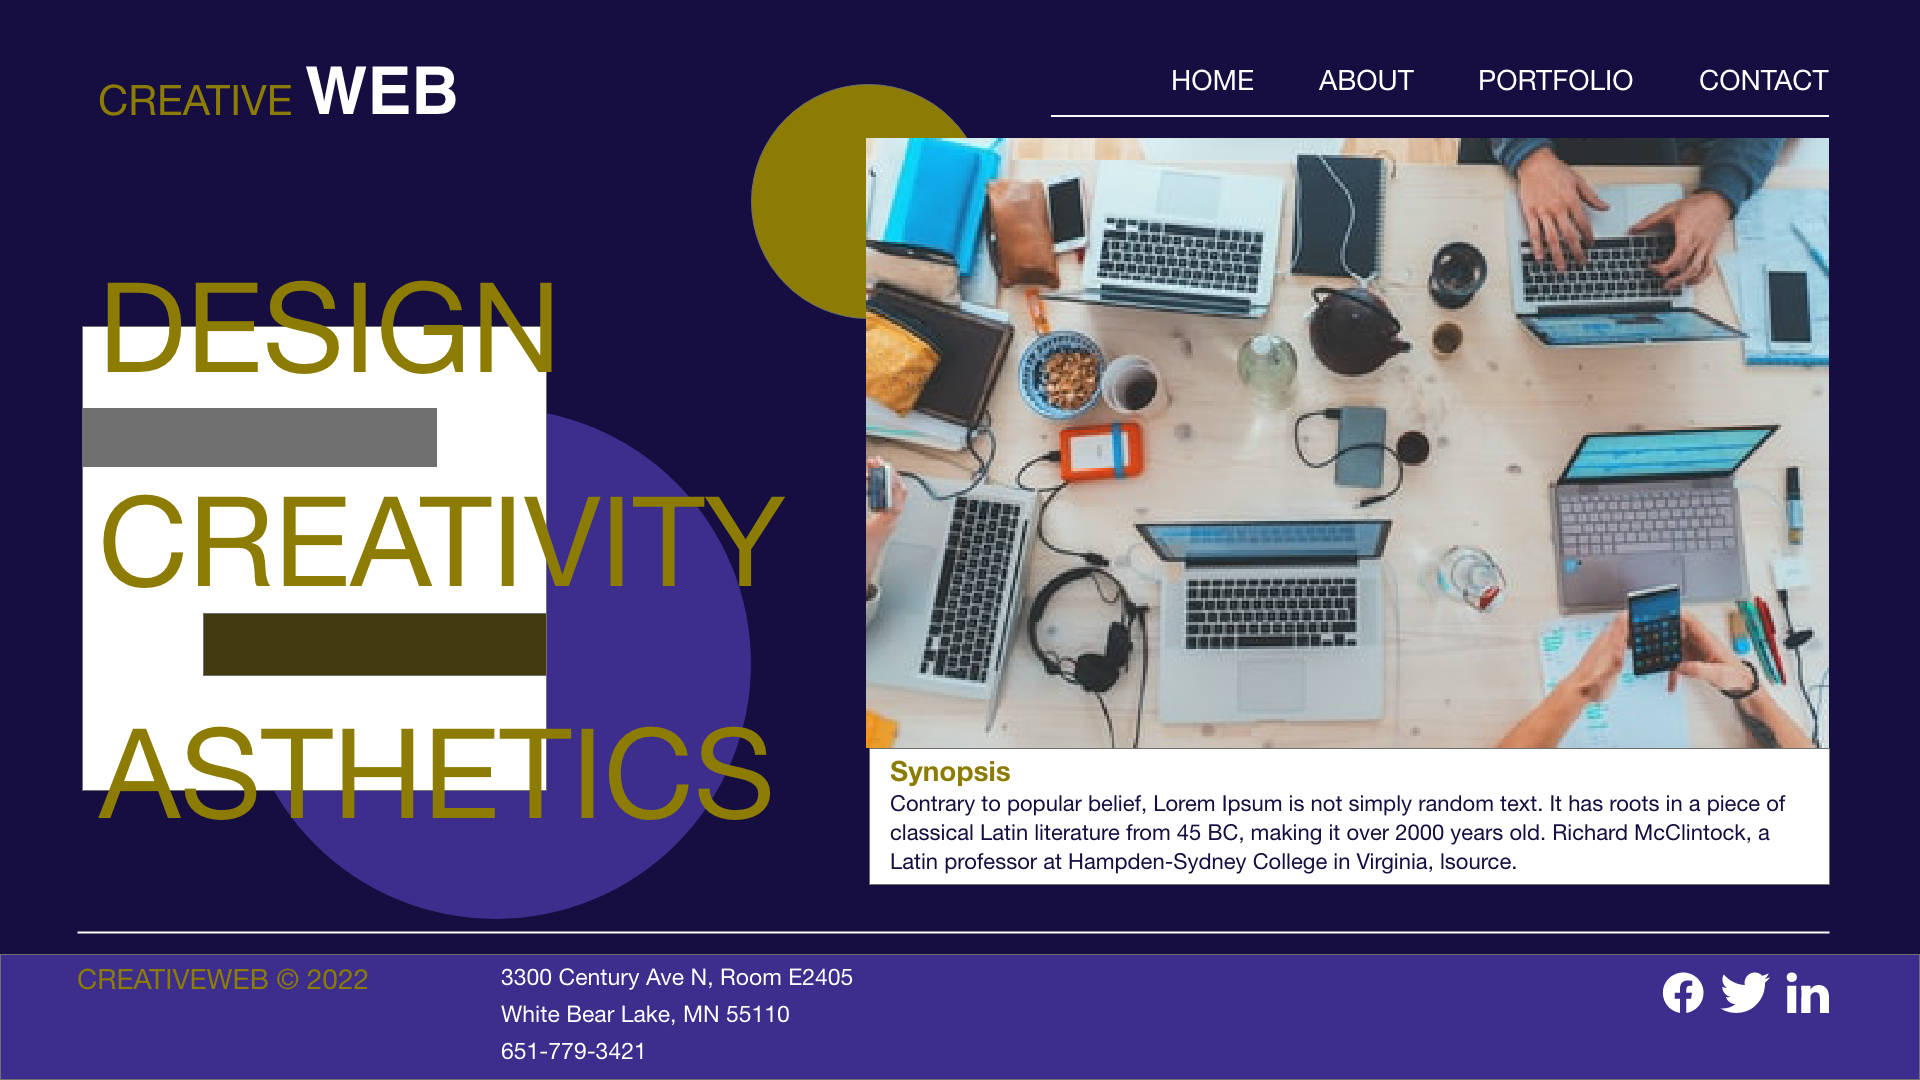 CREATIVE WEB
HOME ABOUT PORTFOLIO CONTACT
DESIGN
CREATIVITY
ASTHETICS
Synopsis
Contrary to popular belief, Lorem Ipsum is not simply random text. It has roots in a piece of
classical Latin literature from 45 BC, making it over 2000 years old. Richard McClintock, a
Latin professor at Hampden-Sydney College in Virginia, lsource.
CREATIVEWEB © 2022
3300 Century Ave N, Room E2405
White Bear Lake, MN 55110
651-779-3421